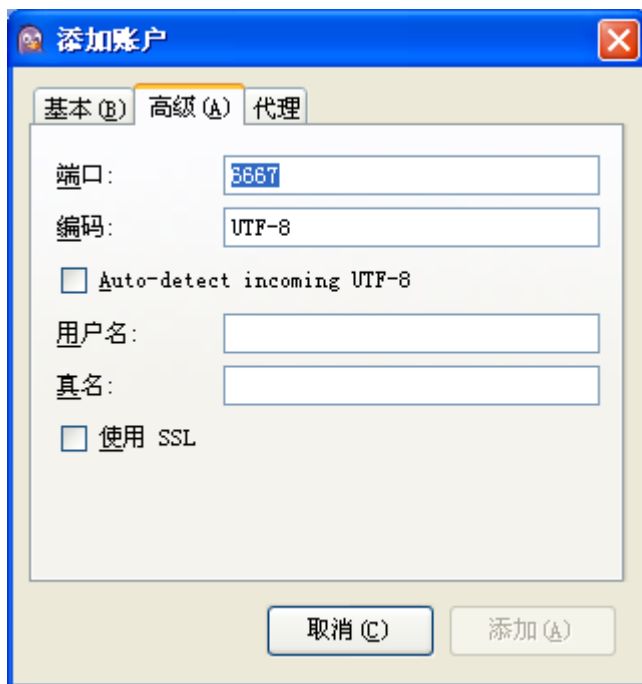 添加账户
基本(B) 高级(A) 代理
端口: 6667
编码: UTF-8
Auto-detect incoming UTF-8
用户名:
真名:
使用 SSL
取消(C) 添加(A)